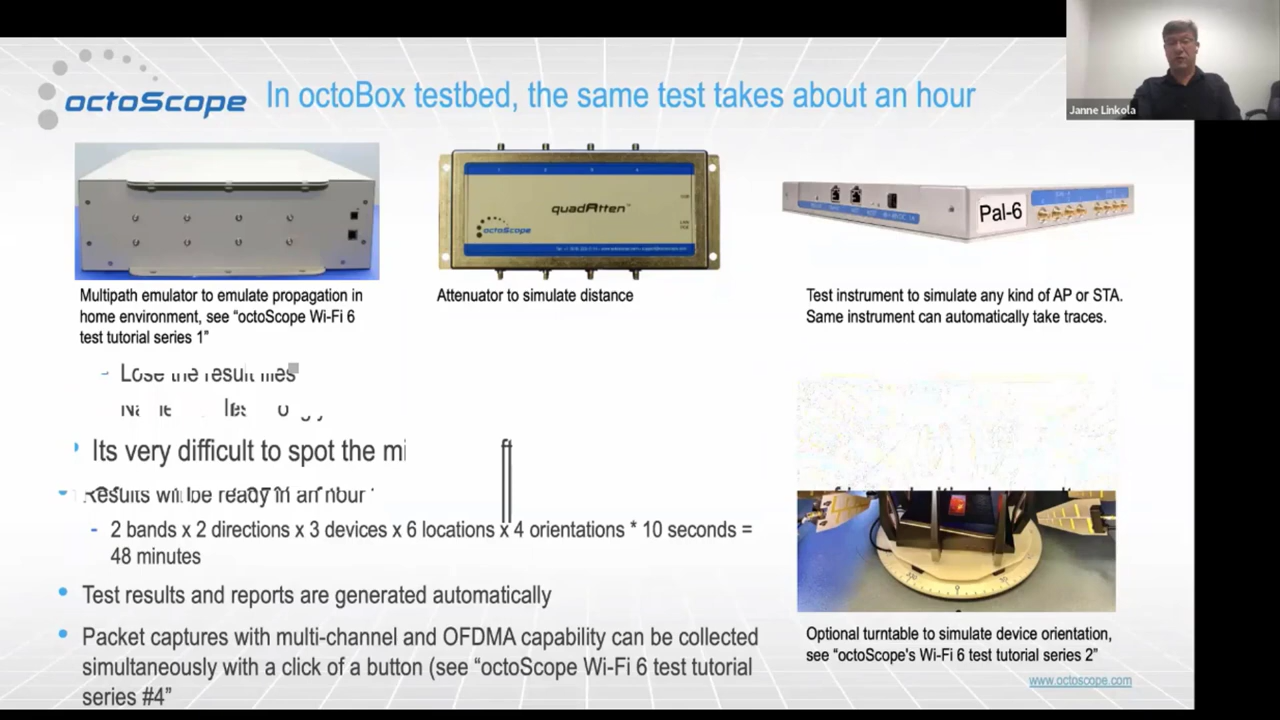 Janne Linkola
octoScope
In octoBox testbed, the same test takes about an hour
quadAtten™
octoScope
Pal-6
Multipath emulator to emulate propagation in
home environment, see “octoScope Wi-Fi 6
test tutorial series 1”
Attenuator to simulate distance
Test instrument to simulate any kind of AP or STA.
Same instrument can automatically take traces.
- Lose the result files
Its very difficult to spot the mi
Results will be ready in an hour
- 2 bands x 2 directions x 3 devices x 6 locations x 4 orientations * 10 seconds =
48 minutes
• Test results and reports are generated automatically
• Packet captures with multi-channel and OFDMA capability can be collected
simultaneously with a click of a button (see “octoScope Wi-Fi 6 test tutorial
series #4”
Optional turntable to simulate device orientation,
see “octoScope's Wi-Fi 6 test tutorial series 2”
www.octoscope.com